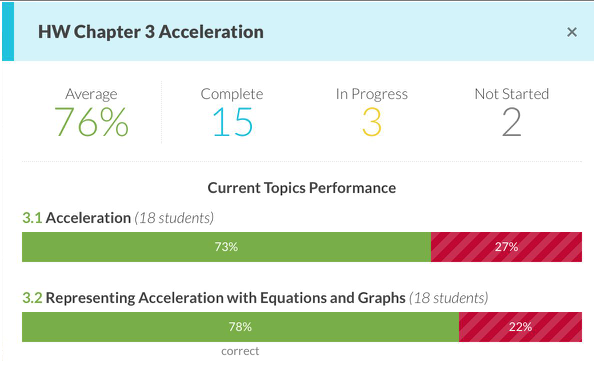 HW Chapter 3 Acceleration ×
Average Complete In Progress Not Started
76% 15 3 2
Current Topics Performance
3.1 Acceleration (18 students)
73% 27%
3.2 Representing Acceleration with Equations and Graphs (18 students)
78% 22%
correct